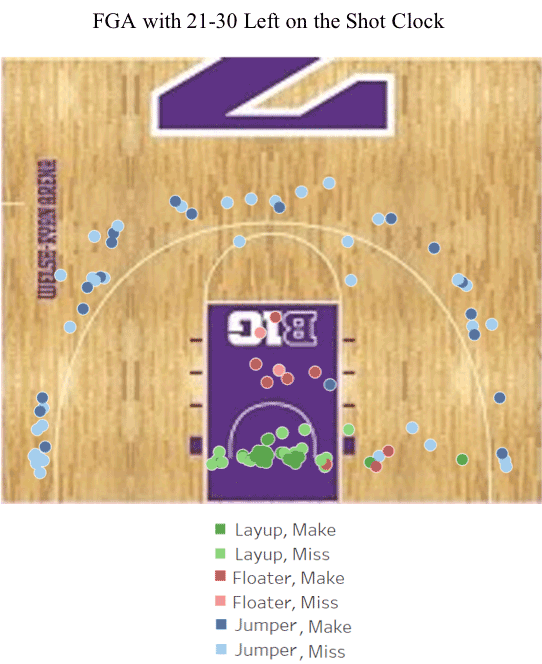 FGA with 21-30 Left on the Shot Clock
WELSH-RYAN ARENA
B1G
Layup, Make
Layup, Miss
Floater, Make
Floater, Miss
Jumper, Make
Jumper, Miss